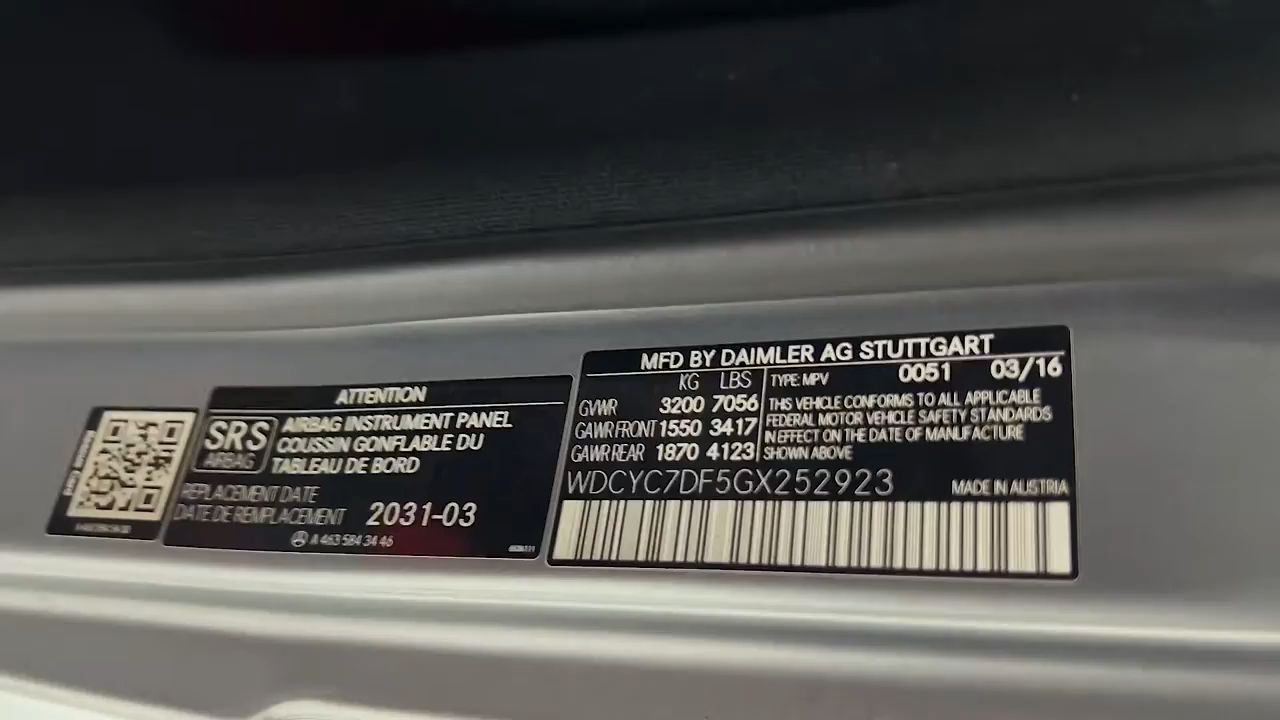 ATTENTION
SRS
AIRBAG
AIRBAG INSTRUMENT PANEL
COUSSIN GONFLABLE DU
TABLEAU DE BORD
REPLACEMENT DATE
DATE DE REMPLACEMENT 2031-03
A 463 584 34 46
MFD BY DAIMLER AG STUTTGART
KG LBS
GVWR 3200 7056
GAWR FRONT 1550 3417
GAWR REAR 1870 4123
TYPE: MPV 0051 03/16
THIS VEHICLE CONFORMS TO ALL APPLICABLE
FEDERAL MOTOR VEHICLE SAFETY STANDARDS
IN EFFECT ON THE DATE OF MANUFACTURE
SHOWN ABOVE
WDCYC7DF5GX252923 MADE IN AUSTRIA